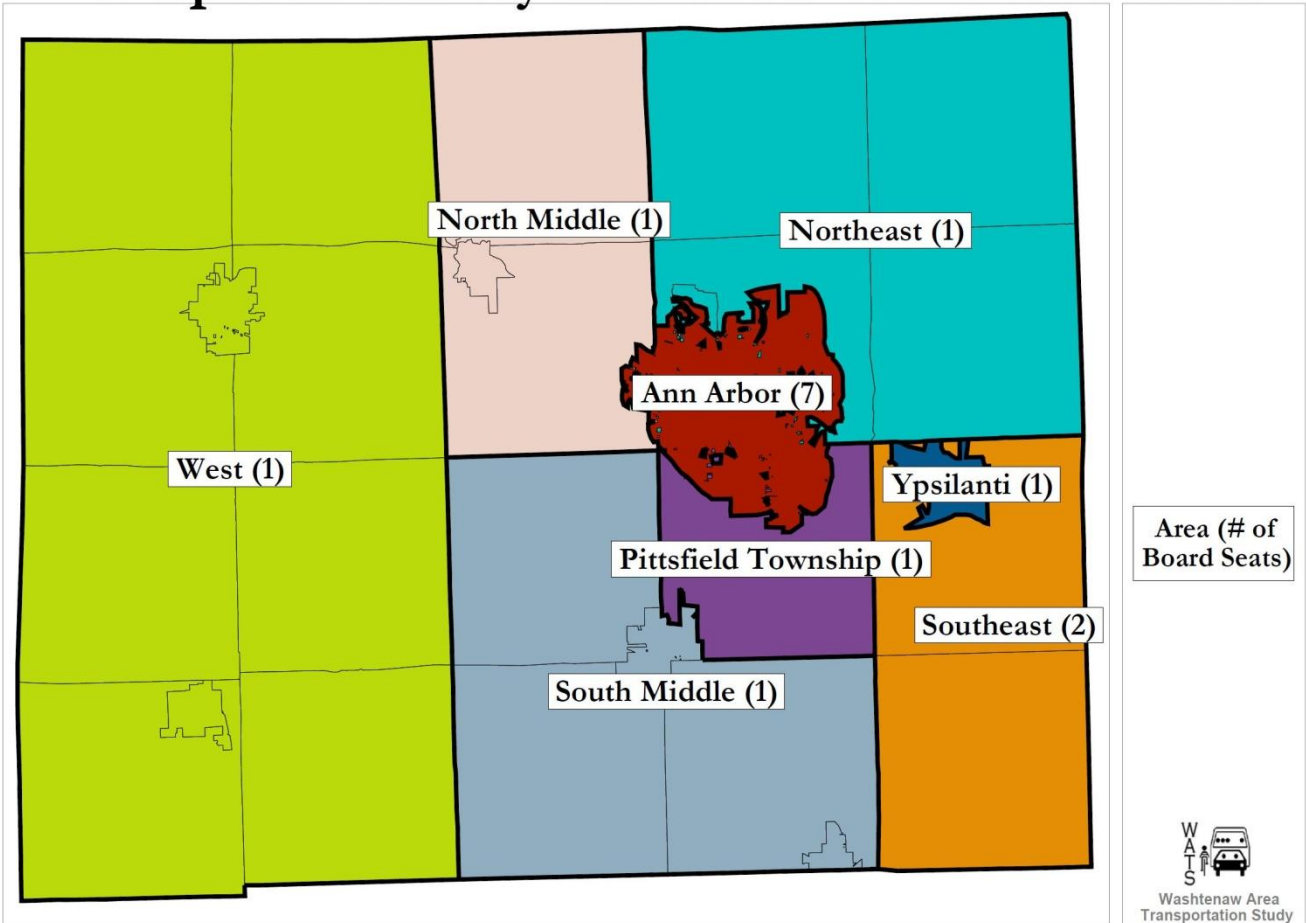 North Middle (1)
Northeast (1)
Ann Arbor (7)
West (1)
Ypsilanti (1)
Pittsfield Township (1)
Southeast (2)
South Middle (1)
Area (# of
Board Seats)
WATS
Washtenaw Area
Transportation Study